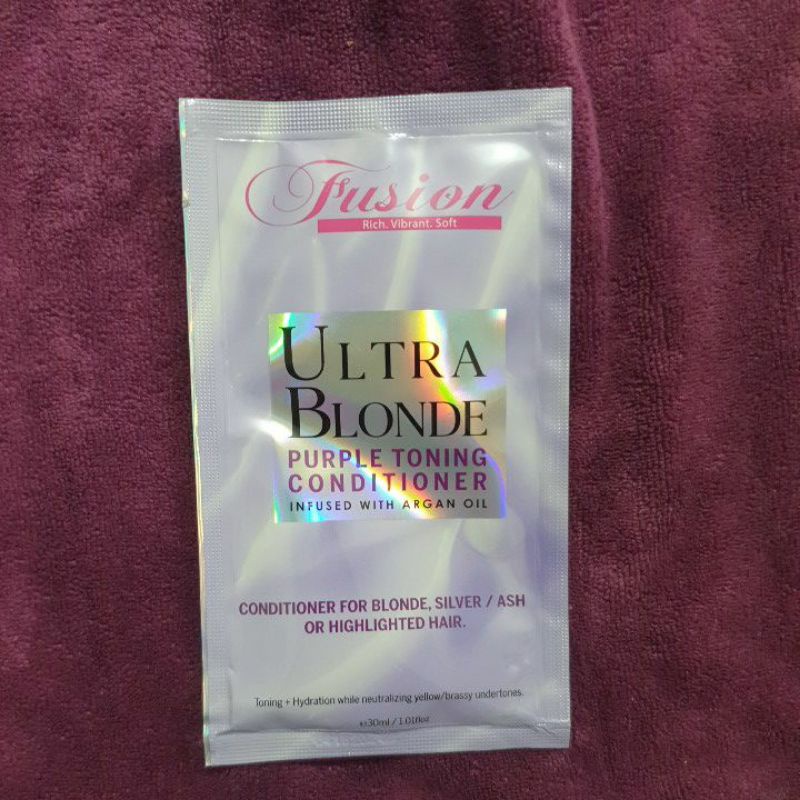 Fusion
Rich. Vibrant. Soft
ULTRA
BLONDE
PURPLE TONING
CONDITIONER
INFUSED WITH ARGAN OIL
CONDITIONER FOR BLONDE, SILVER / ASH
OR HIGHLIGHTED HAIR.
Toning + Hydration while neutralizing yellow/brassy undertones.
℮30ml / 1.01floz